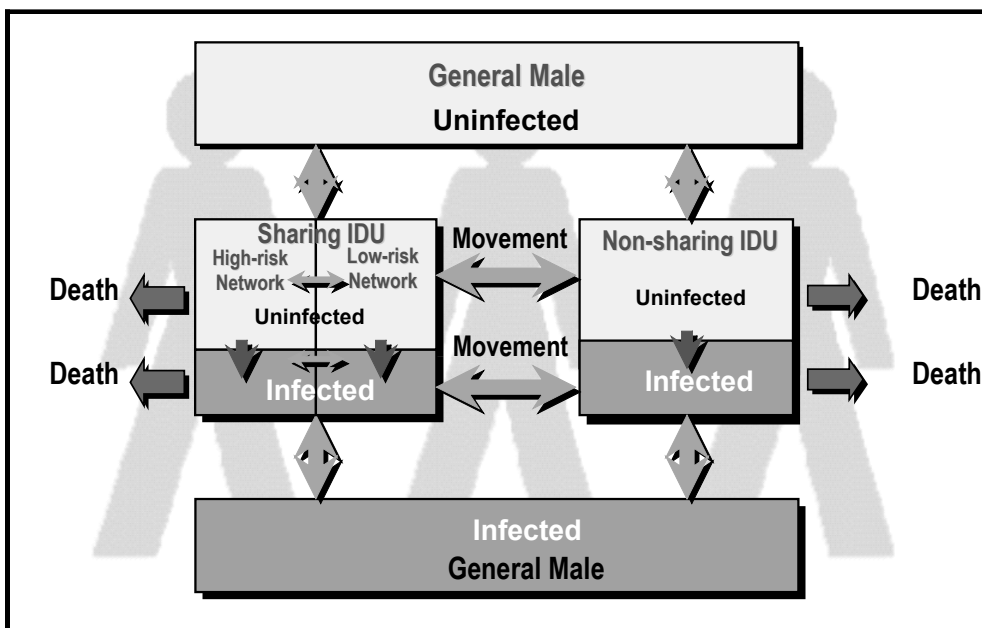 General Male
Uninfected
Sharing IDU
High-risk
Network
Low-risk
Network
Uninfected
Infected
Movement
Movement
Non-sharing IDU
Uninfected
Infected
Death
Death
Death
Death
Infected
General Male